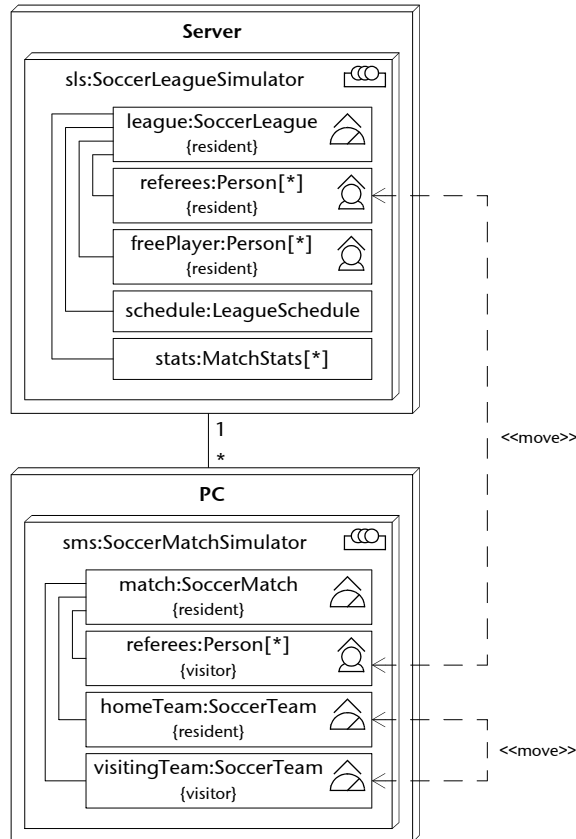 Server
sls:SoccerLeagueSimulator
league:SoccerLeague
{resident}
referees:Person[*]
{resident}
freePlayer:Person[*]
{resident}
schedule:LeagueSchedule
stats:MatchStats[*]
1
<<move>>
*
PC
sms:SoccerMatchSimulator
match:SoccerMatch
{resident}
referees:Person[*]
{visitor}
homeTeam:SoccerTeam
{resident}
<<move>>
visitingTeam:SoccerTeam
{visitor}